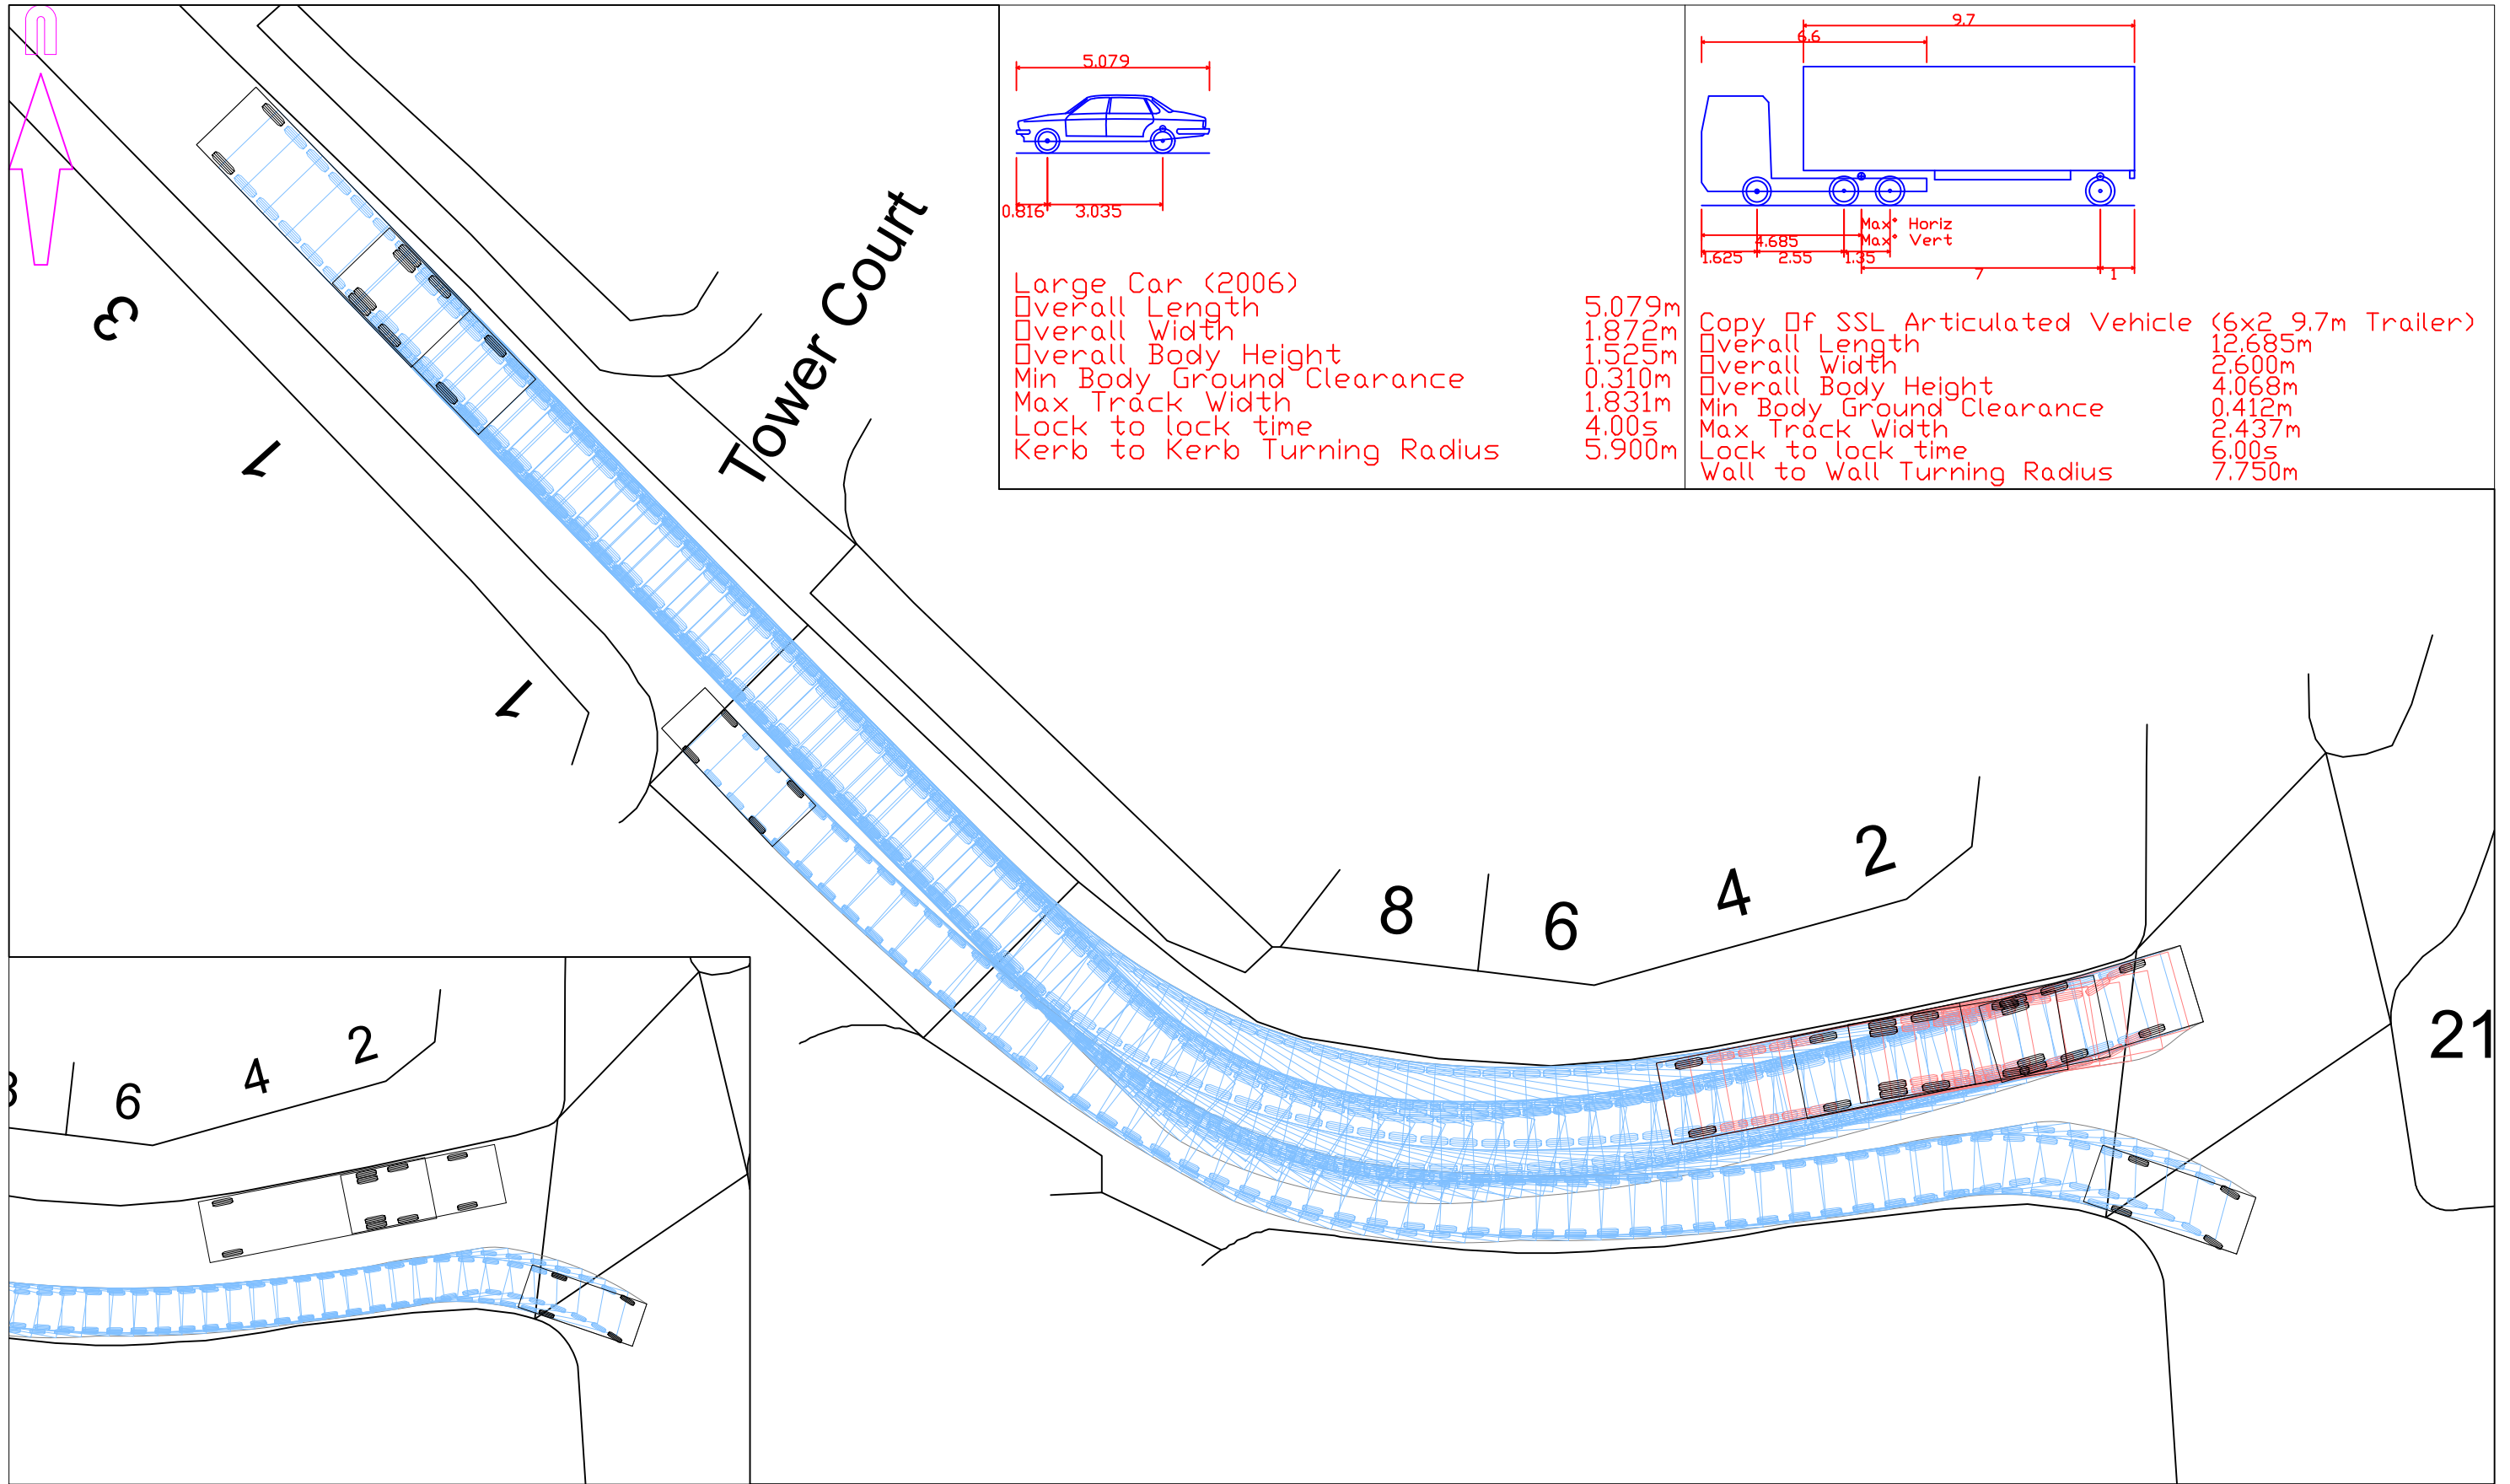 n
5.079
0.816
3.035
Large Car (2006)
Overall Length 5.079m
Overall Width 1.872m
Overall Body Height 1.525m
Min Body Ground Clearance 0.310m
Max Track Width 1.831m
Lock to lock time 4.00s
Kerb to Kerb Turning Radius 5.900m
9.7
6.6
Max° Horiz
Max° Vert
4.685
1.625
2.55
1.35
7
1
Copy Of SSL Articulated Vehicle (6x2 9.7m Trailer)
Overall Length 12.685m
Overall Width 2.600m
Overall Body Height 4.068m
Min Body Ground Clearance 0.412m
Max Track Width 2.437m
Lock to lock time 6.00s
Wall to Wall Turning Radius 7.750m
Tower Court
3
1
1
8
6
4
2
21
8
6
4
2